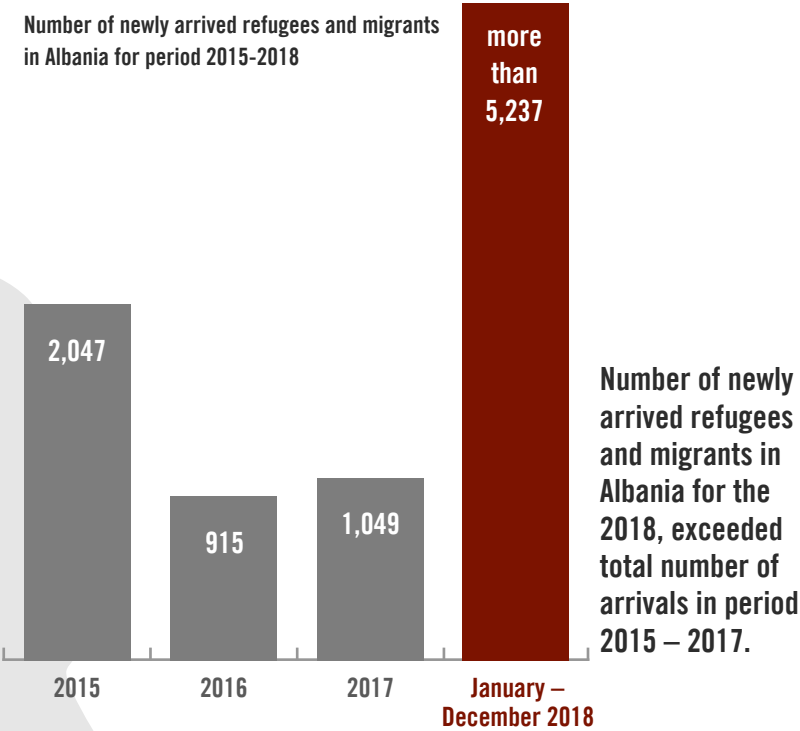 Number of newly arrived refugees and migrants
in Albania for period 2015-2018
more
than
5,237
2,047
915
1,049
Number of newly
arrived refugees
and migrants in
Albania for the
2018, exceeded
total number of
arrivals in period
2015 – 2017.
2015
2016
2017
January –
December 2018